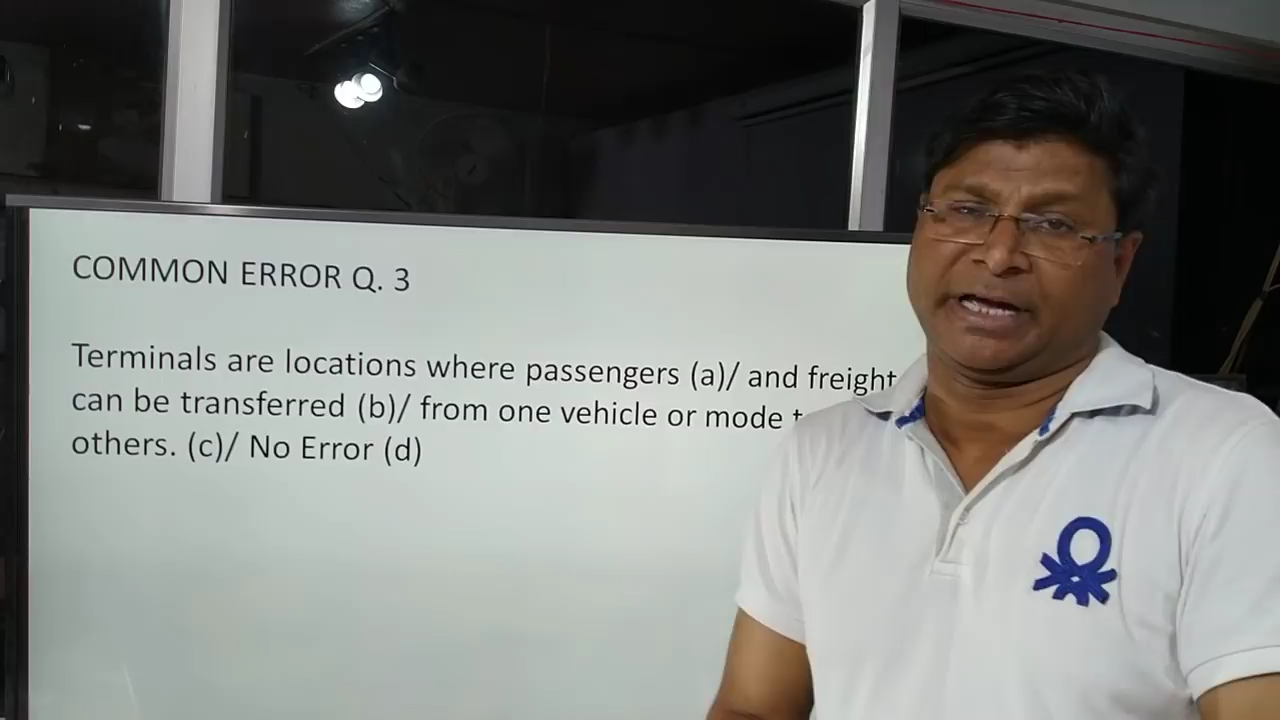 COMMON ERROR Q. 3
Terminals are locations where passengers (a)/ and freight
can be transferred (b)/ from one vehicle or mode
others. (c)/ No Error (d)